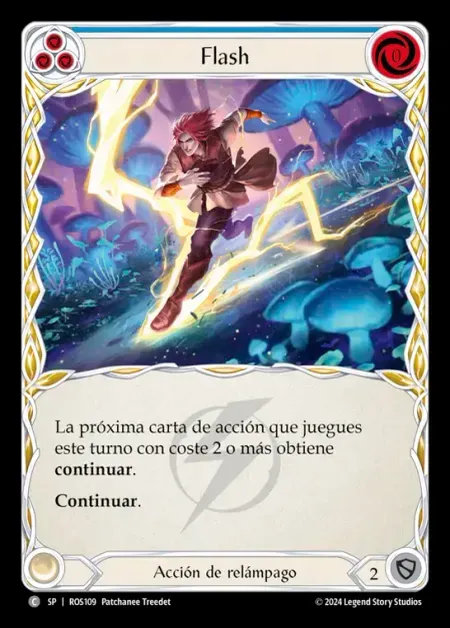 Flash
0
La próxima carta de acción que juegues
este turno con coste 2 o más obtiene
continuar.
Continuar.
Acción de relámpago
2
C SP | ROS109 Patchanee Treedet
© 2024 Legend Story Studios